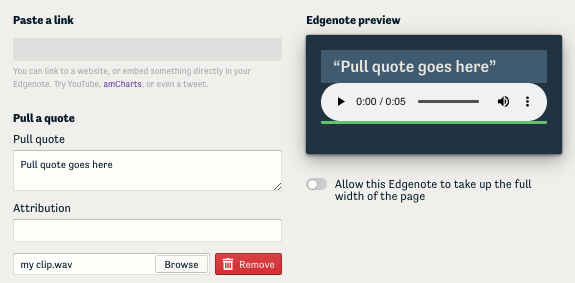 Paste a link
You can link to a website, or embed something directly in your
Edgenote. Try YouTube, amCharts, or even a tweet.
Pull a quote
Pull quote
Pull quote goes here
Attribution
my clip.wav
Browse
Remove
Edgenote preview
“Pull quote goes here”
0:00 / 0:05
Allow this Edgenote to take up the full
width of the page